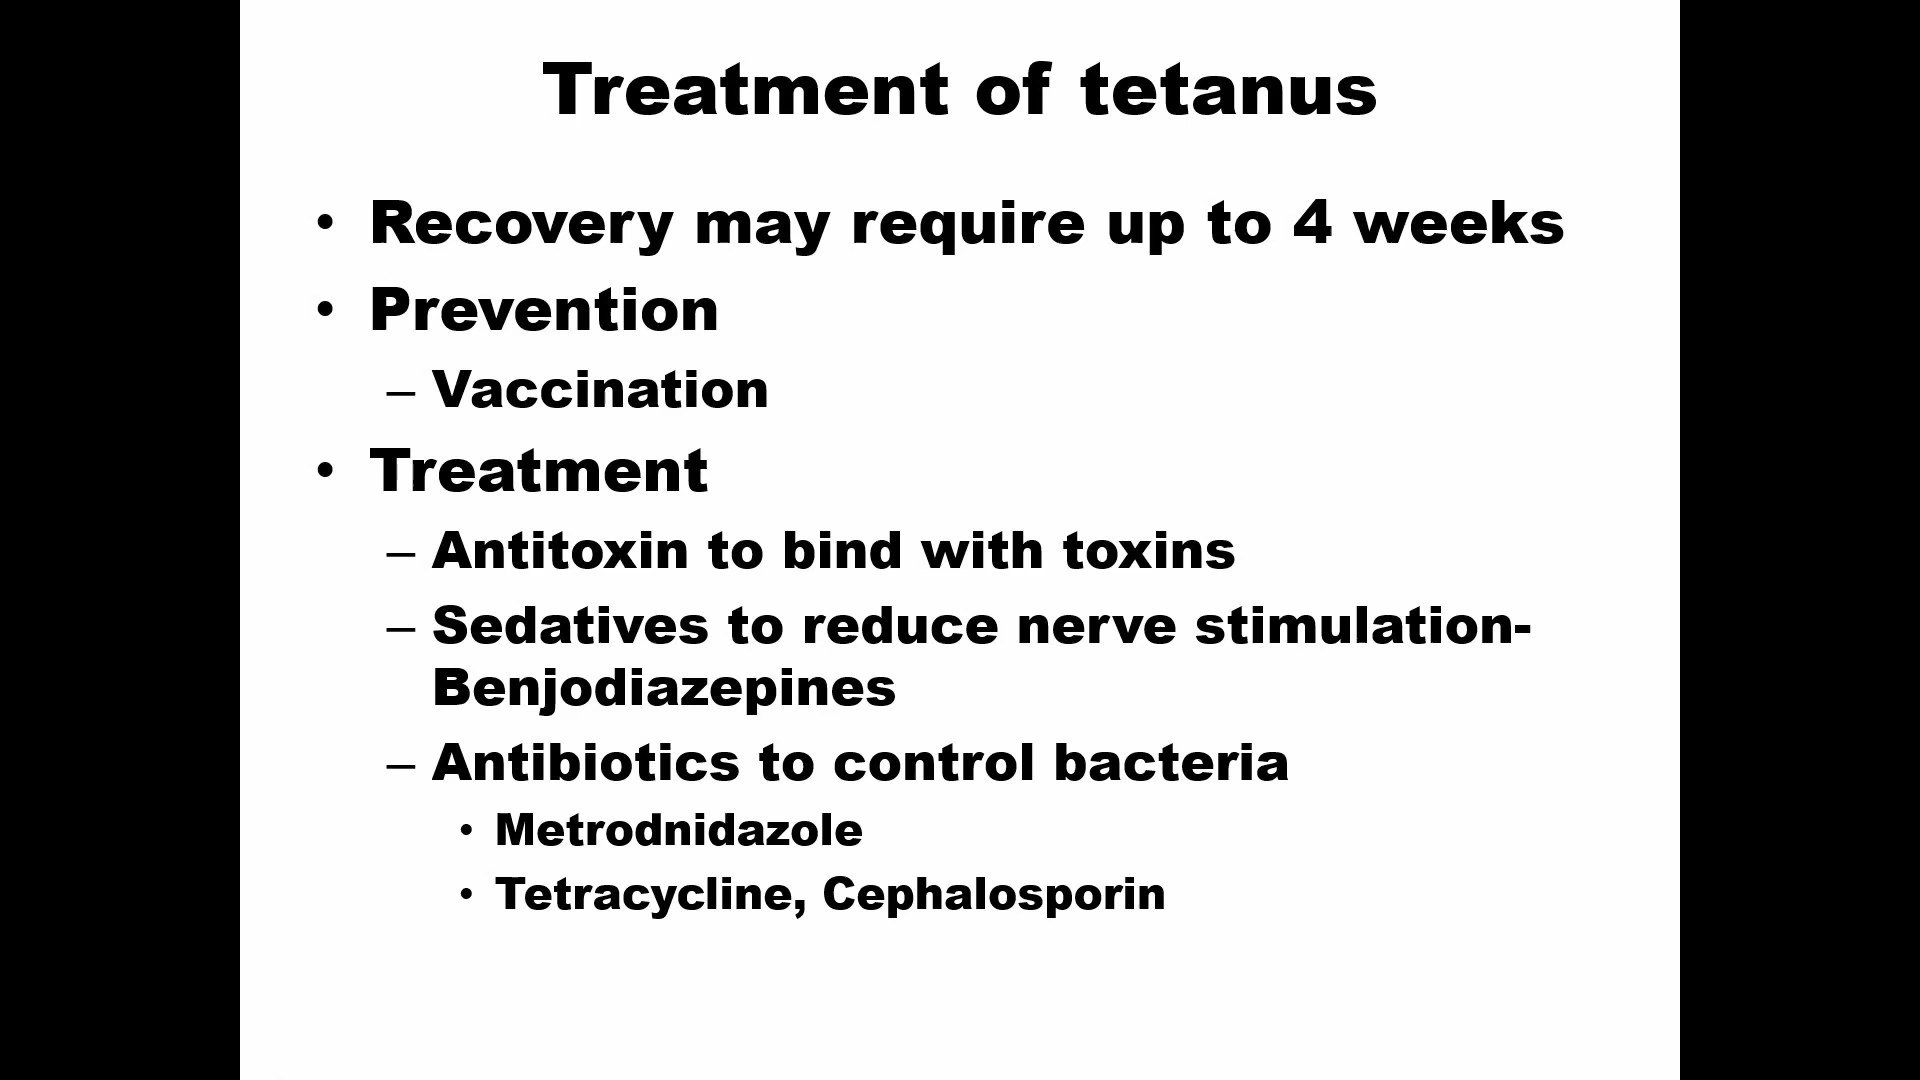 Treatment of tetanus
• Recovery may require up to 4 weeks
• Prevention
– Vaccination
• Treatment
– Antitoxin to bind with toxins
– Sedatives to reduce nerve stimulation-
Benjodiazepines
– Antibiotics to control bacteria
• Metrodnidazole
• Tetracycline, Cephalosporin